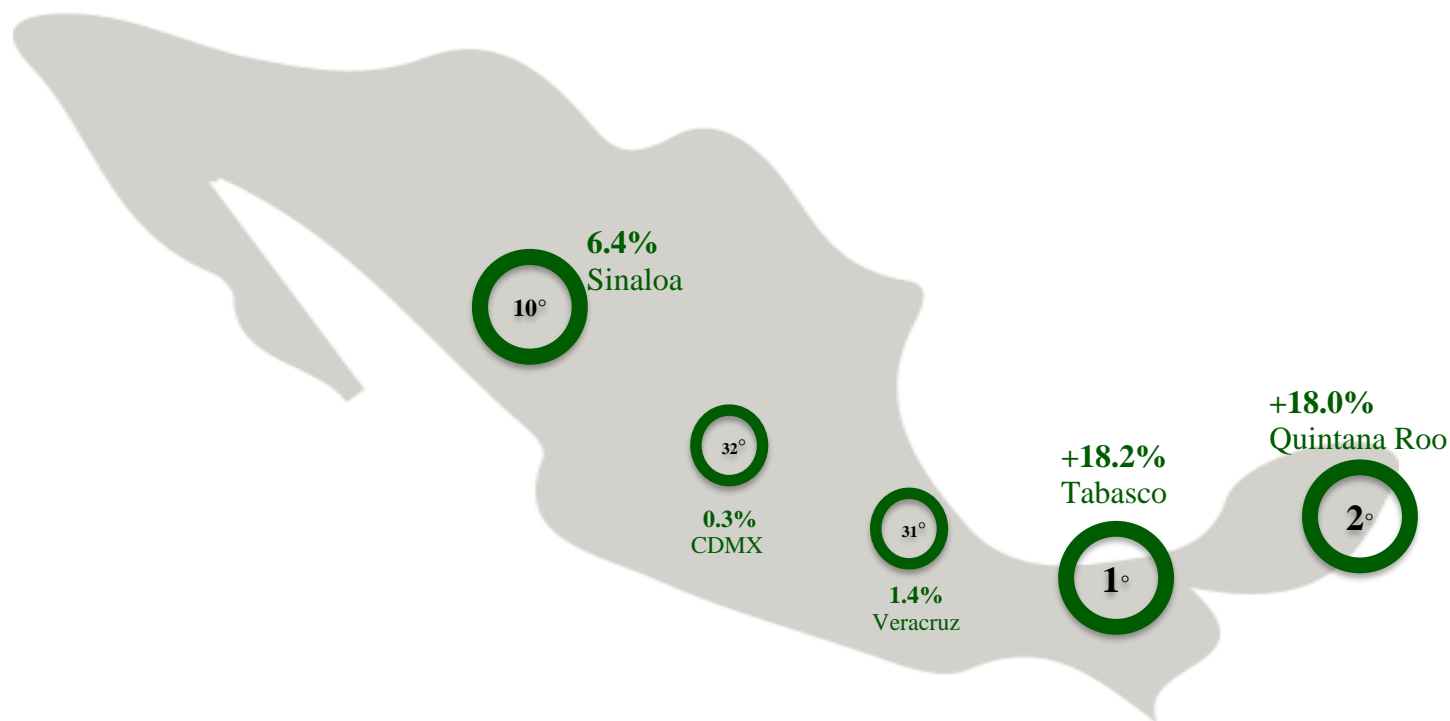 6.4%
Sinaloa
10°
32°
0.3%
CDMX
31°
1.4%
Veracruz
+18.2%
Tabasco
1°
+18.0%
Quintana Roo
2°